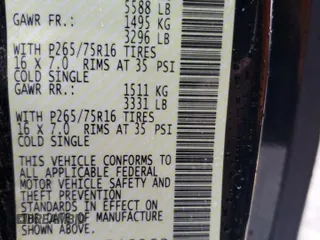 5588 LB
GAWR FR.: 1495 KG
3296 LB
WITH P265/75R16 TIRES
16 X 7.0 RIMS AT 35 PSI
COLD SINGLE
GAWR RR.: 1511 KG
3331 LB
WITH P265/75R16 TIRES
16 X 7.0 RIMS AT 35 PSI
COLD SINGLE
THIS VEHICLE CONFORMS TO
ALL APPLICABLE FEDERAL
MOTOR VEHICLE SAFETY
AND THEFT PREVENTION
STANDARDS IN EFFECT ON
THE DATE OF MANUFACTURE
SHOWN ABOVE.